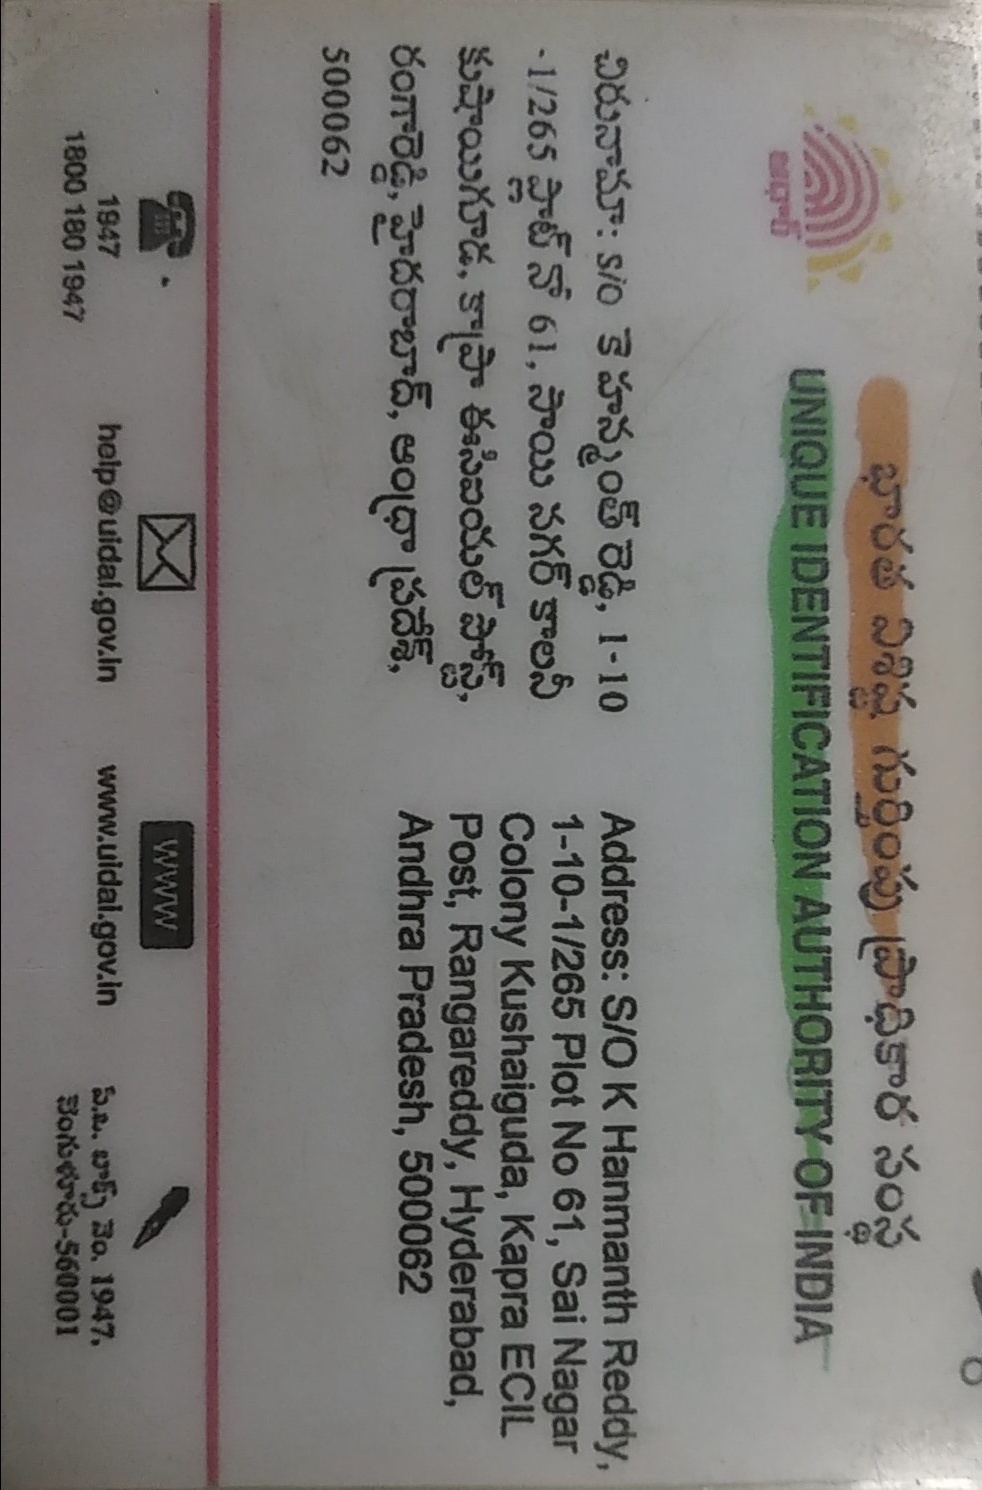 ఆధార్
భారత విశిష్ట గుర్తింపు ప్రాధికార సంస్థ
UNIQUE IDENTIFICATION AUTHORITY OF INDIA
చిరునామా: S/O కె హన్మంత్ రెడ్డి, 1-10
-1/265 ప్లాట్ నో 61, సాయి నగర్ కాలనీ
కుషాయిగూడ, కాప్రా ఈసిఐయల్ పోస్ట్,
రంగారెడ్డి, హైదరాబాద్, ఆంధ్రా ప్రదేశ్,
500062
Address: S/O K Hanmanth Reddy,
1-10-1/265 Plot No 61, Sai Nagar
Colony Kushaiguda, Kapra ECIL
Post, Rangareddy, Hyderabad,
Andhra Pradesh, 500062
1947
1800 180 1947
help@uidai.gov.in
WWW
www.uidai.gov.in
పి.బి. బాక్స్ నెం. 1947,
బెంగుళూరు-560001